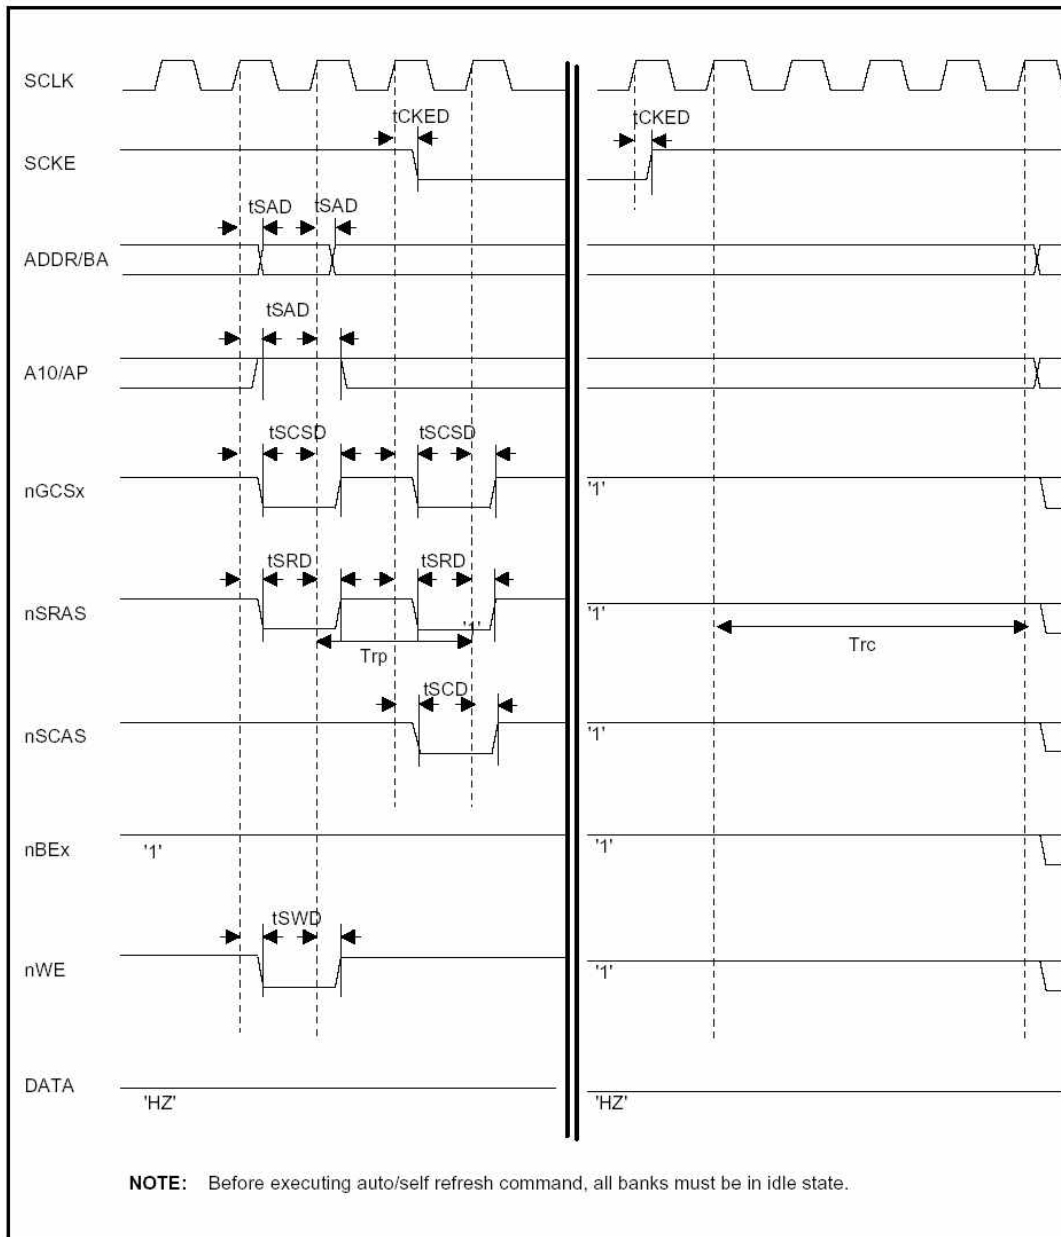 SCLK
tCKED
tCKED
SCKE
tSAD
tSAD
ADDR/BA
tSAD
A10/AP
tSCSD
tSCSD
nGCSx
'1'
tSRD
tSRD
nSRAS
'1'
'1'
Trp
Trc
tSCD
nSCAS
'1'
nBEx
'1'
'1'
tSWD
nWE
'1'
DATA
'HZ'
'HZ'
NOTE: Before executing auto/self refresh command, all banks must be in idle state.